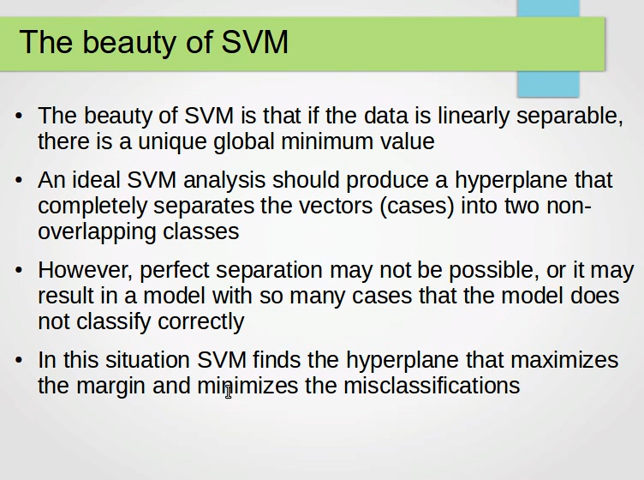 The beauty of SVM
• The beauty of SVM is that if the data is linearly separable,
there is a unique global minimum value
• An ideal SVM analysis should produce a hyperplane that
completely separates the vectors (cases) into two non-
overlapping classes
• However, perfect separation may not be possible, or it may
result in a model with so many cases that the model does
not classify correctly
• In this situation SVM finds the hyperplane that maximizes
the margin and minimizes the misclassifications